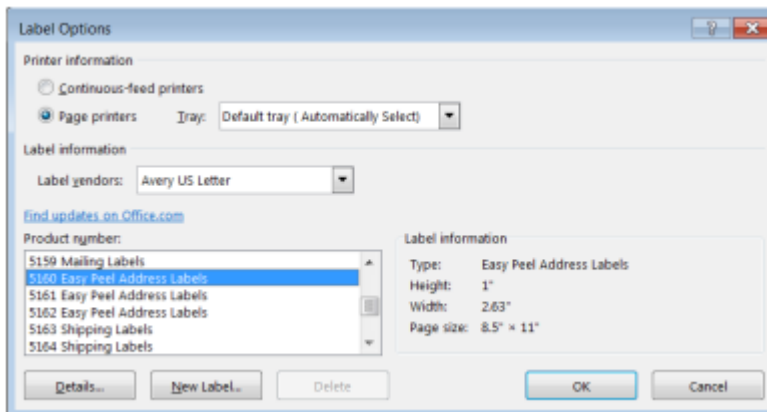 Label Options
Printer information
Continuous-feed printers
Page printers Tray: Default tray ( Automatically Select)
Label information
Label vendors: Avery US Letter
Find updates on Office.com
Product number:
5159 Mailing Labels
5160 Easy Peel Address Labels
5161 Easy Peel Address Labels
5162 Easy Peel Address Labels
5163 Shipping Labels
5164 Shipping Labels
Label information
Type: Easy Peel Address Labels
Height: 1"
Width: 2.63"
Page size: 8.5" × 11"
Details... New Label... Delete OK Cancel